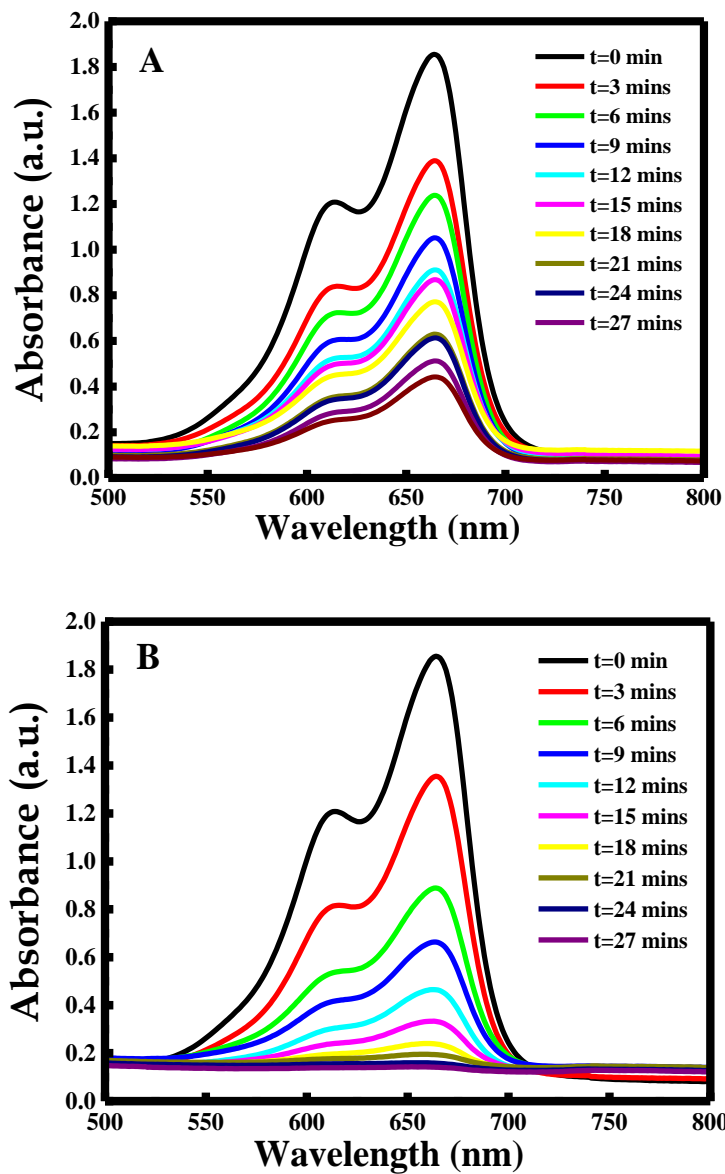 A
t=0 min
t=3 mins
t=6 mins
t=9 mins
t=12 mins
t=15 mins
t=18 mins
t=21 mins
t=24 mins
t=27 mins
Absorbance (a.u.)
2.0
1.8
1.6
1.4
1.2
1.0
0.8
0.6
0.4
0.2
0.0
500 550 600 650 700 750 800
Wavelength (nm)
B
t=0 min
t=3 mins
t=6 mins
t=9 mins
t=12 mins
t=15 mins
t=18 mins
t=21 mins
t=24 mins
t=27 mins
Absorbance (a.u.)
2.0
1.8
1.6
1.4
1.2
1.0
0.8
0.6
0.4
0.2
0.0
500 550 600 650 700 750 800
Wavelength (nm)